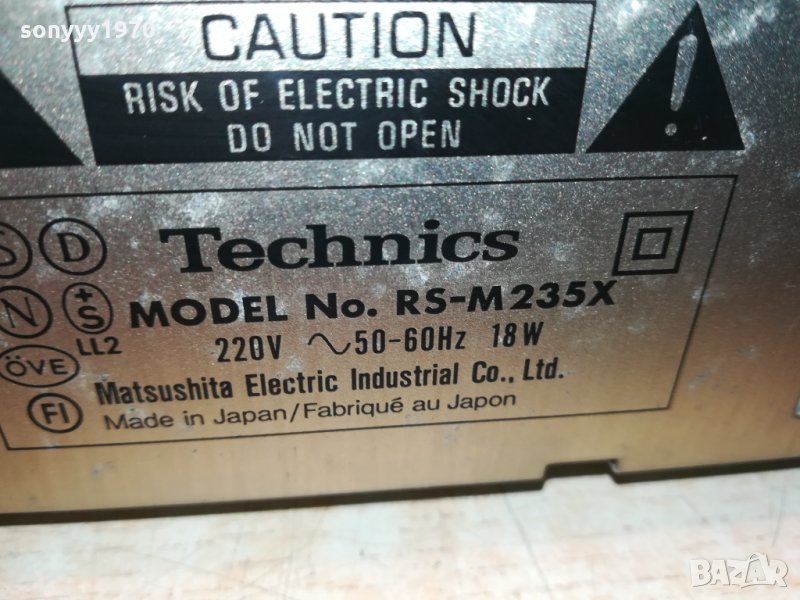 sonyyy1970
CAUTION
RISK OF ELECTRIC SHOCK
DO NOT OPEN
S D Technics
N +S MODEL No. RS-M235X
LL2 220V ~50-60Hz 18W
ÖVE Matsushita Electric Industrial Co., Ltd.
FI Made in Japan/Fabriqué au Japon
BAZAR